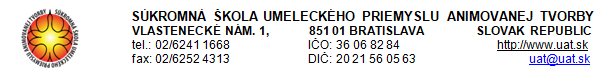 SÚKROMNÁ ŠKOLA UMELECKÉHO PRIEMYSLU ANIMOVANEJ TVORBY
VLASTENECKÉ NÁM. 1, 851 01 BRATISLAVA SLOVAK REPUBLIC
tel.: 02/6241 1668 IČO: 36 06 82 84 http://www.uat.sk
fax: 02/6252 4313 DIČ: 20 21 56 05 63 uat@uat.sk